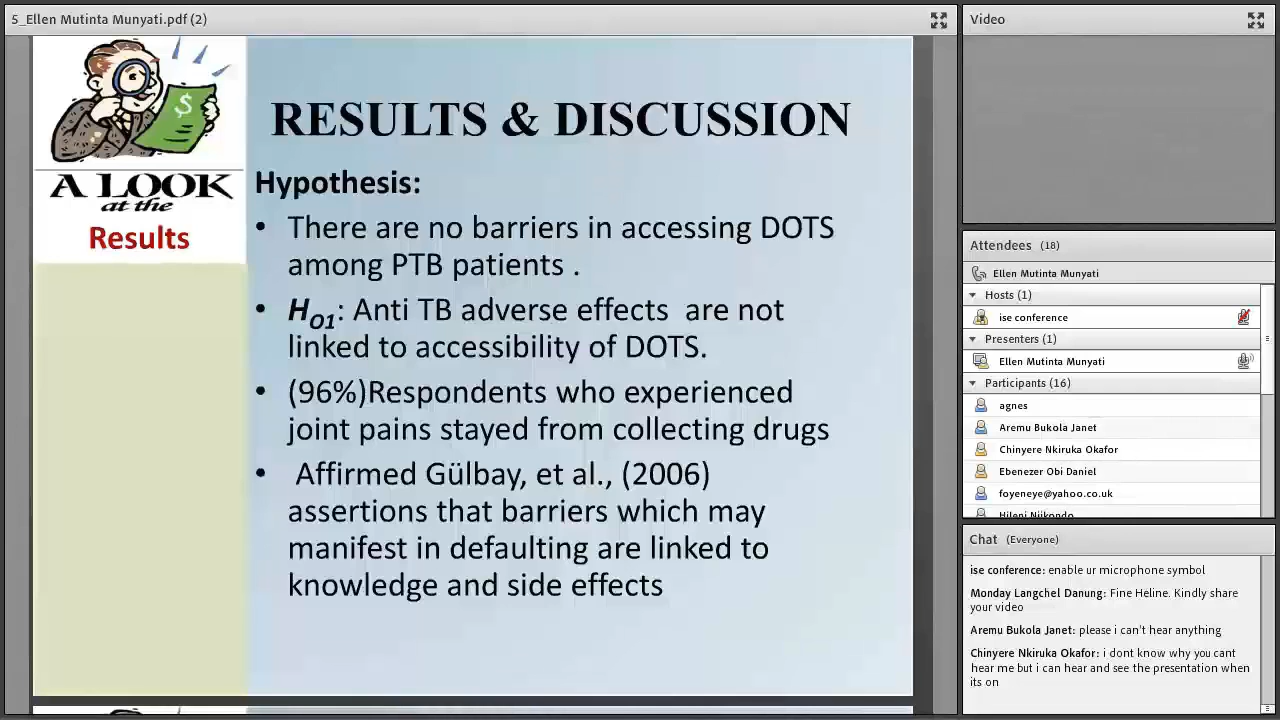 5_Ellen Mutinta Munyati.pdf (2)
$
A LOOK
at the
Results
RESULTS & DISCUSSION
Hypothesis:
• There are no barriers in accessing DOTS
among PTB patients .
• HO1: Anti TB adverse effects are not
linked to accessibility of DOTS.
• (96%)Respondents who experienced
joint pains stayed from collecting drugs
• Affirmed Gülbay, et al., (2006)
assertions that barriers which may
manifest in defaulting are linked to
knowledge and side effects
Video
Attendees (18)
Ellen Mutinta Munyati
Hosts (1)
ise conference
Presenters (1)
Ellen Mutinta Munyati
Participants (16)
agnes
Aremu Bukola Janet
Chinyere Nkiruka Okafor
Ebenezer Obi Daniel
foyeneye@yahoo.co.uk
Chat (Everyone)
ise conference: enable ur microphone symbol
Monday Langchel Danung: Fine Heline. Kindly share
your video
Aremu Bukola Janet: please i can't hear anything
Chinyere Nkiruka Okafor: i dont know why you cant
hear me but i can hear and see the presentation when
its on